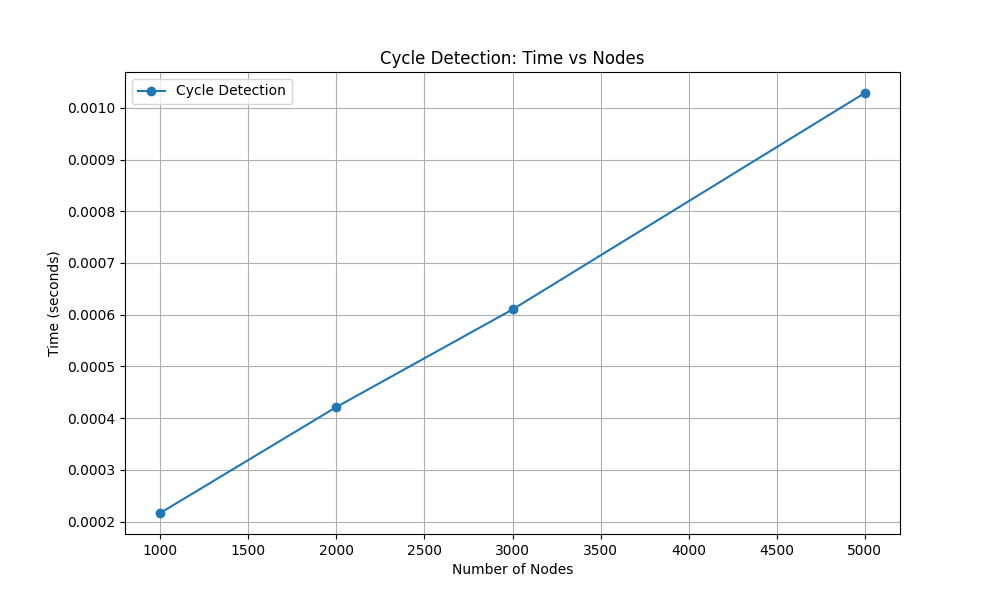 Cycle Detection: Time vs Nodes
Cycle Detection
0.0010
0.0009
0.0008
0.0007
0.0006
0.0005
0.0004
0.0003
0.0002
Time (seconds)
1000 1500 2000 2500 3000 3500 4000 4500 5000
Number of Nodes